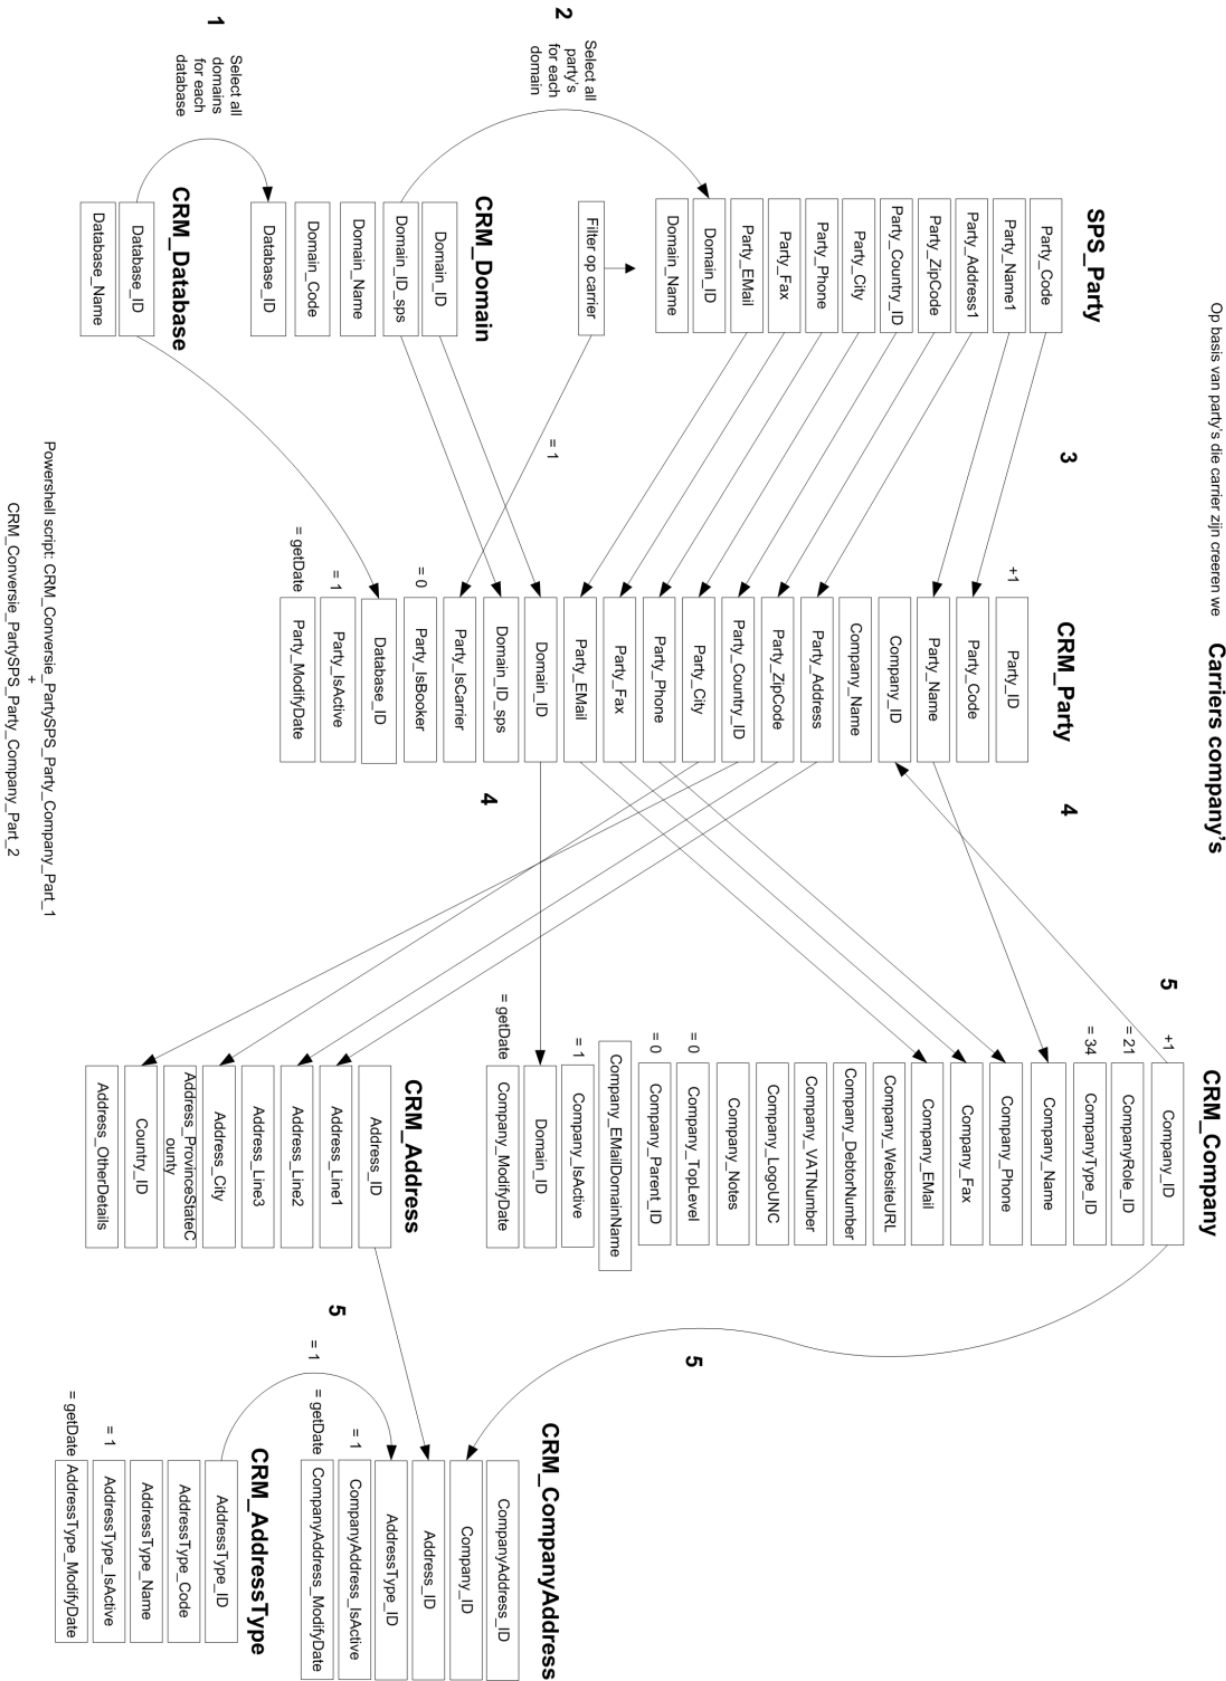 Op basis van party's die carrier zijn creeren we
Carriers company's
SPS_Party
Party_Code
Party_Name1
Party_Address1
Party_ZipCode
Party_Country_ID
Party_City
Party_Phone
Party_Fax
Party_EMail
Domain_ID
Domain_Name
Filter op carrier
2
Select all
party's
for each
domain
CRM_Domain
Domain_ID
Domain_ID_sps
Domain_Name
Domain_Code
Database_ID
1
Select all
domains
for each
database
CRM_Database
Database_ID
Database_Name
3
= 1
CRM_Party
+1
Party_ID
Party_Code
Party_Name
Company_ID
Company_Name
Party_Address
Party_ZipCode
Party_Country_ID
Party_City
Party_Phone
Party_Fax
Party_EMail
Domain_ID
Domain_ID_sps
Party_IsCarrier
= 0
Party_IsBooker
Database_ID
= 1
Party_IsActive
= getDate
Party_ModifyDate
4
4
5
CRM_Company
+1
Company_ID
= 21
CompanyRole_ID
= 34
CompanyType_ID
Company_Name
Company_Phone
Company_Fax
Company_EMail
Company_WebsiteURL
Company_DebtorNumber
Company_VATNumber
Company_LogoUNC
Company_Notes
= 0
Company_TopLevel
= 0
Company_Parent_ID
Company_EMailDomainName
= 1
Company_IsActive
Domain_ID
= getDate
Company_ModifyDate
CRM_Address
Address_ID
Address_Line1
Address_Line2
Address_Line3
Address_City
Address_ProvinceStateC
ounty
Country_ID
Address_OtherDetails
5
5
CRM_CompanyAddress
CompanyAddress_ID
Company_ID
Address_ID
AddressType_ID
= 1
CompanyAddress_IsActive
= getDate
CompanyAddress_ModifyDate
= 1
CRM_AddressType
AddressType_ID
AddressType_Code
AddressType_Name
= 1
AddressType_IsActive
= getDate
AddressType_ModifyDate
Powershell script: CRM_Conversie_PartySPS_Party_Company_Part_1
+
CRM_Conversie_PartySPS_Party_Company_Part_2